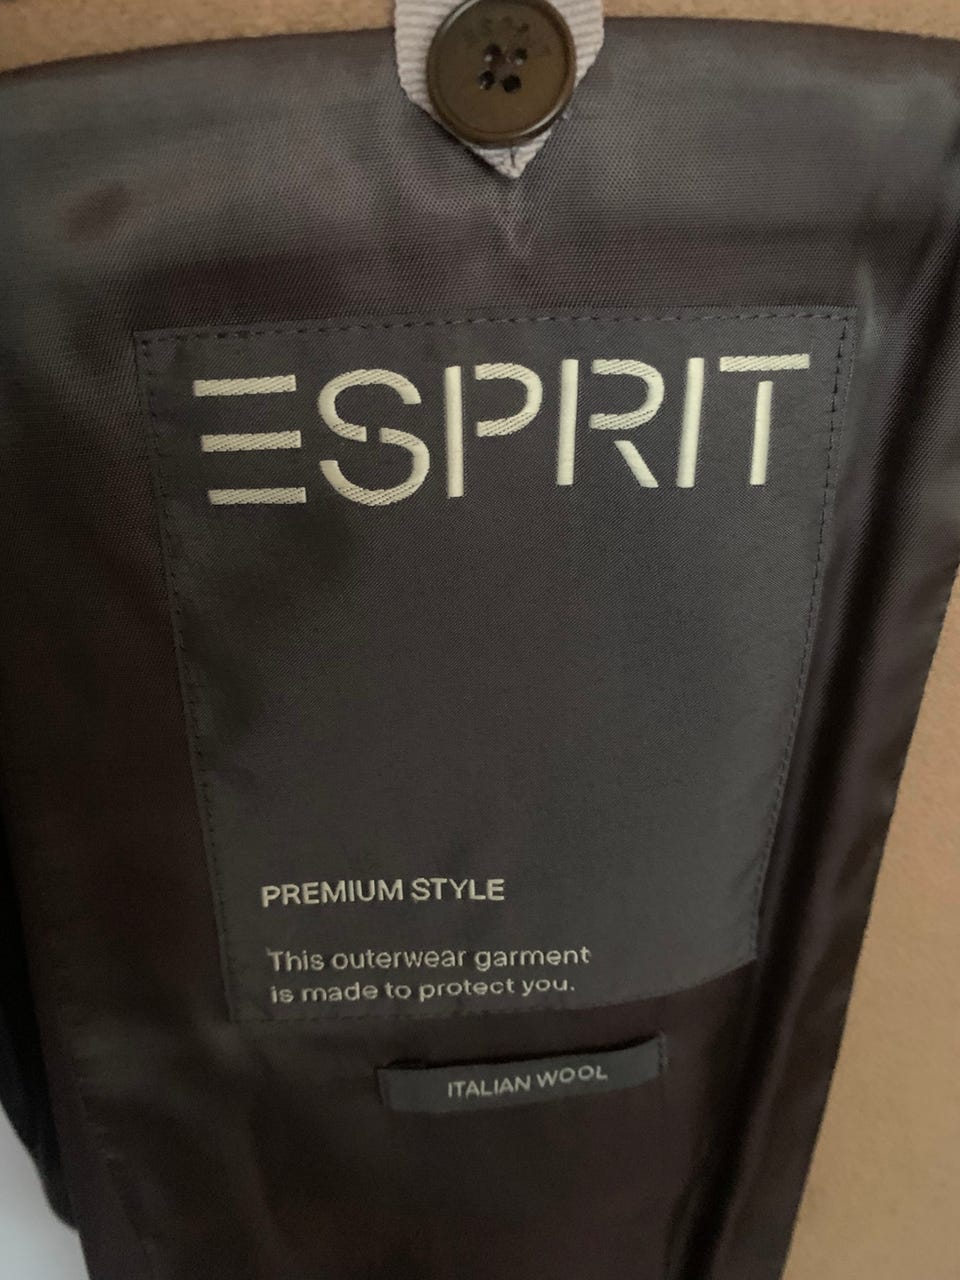 ESPRIT
PREMIUM STYLE
This outerwear garment
is made to protect you.
ITALIAN WOOL